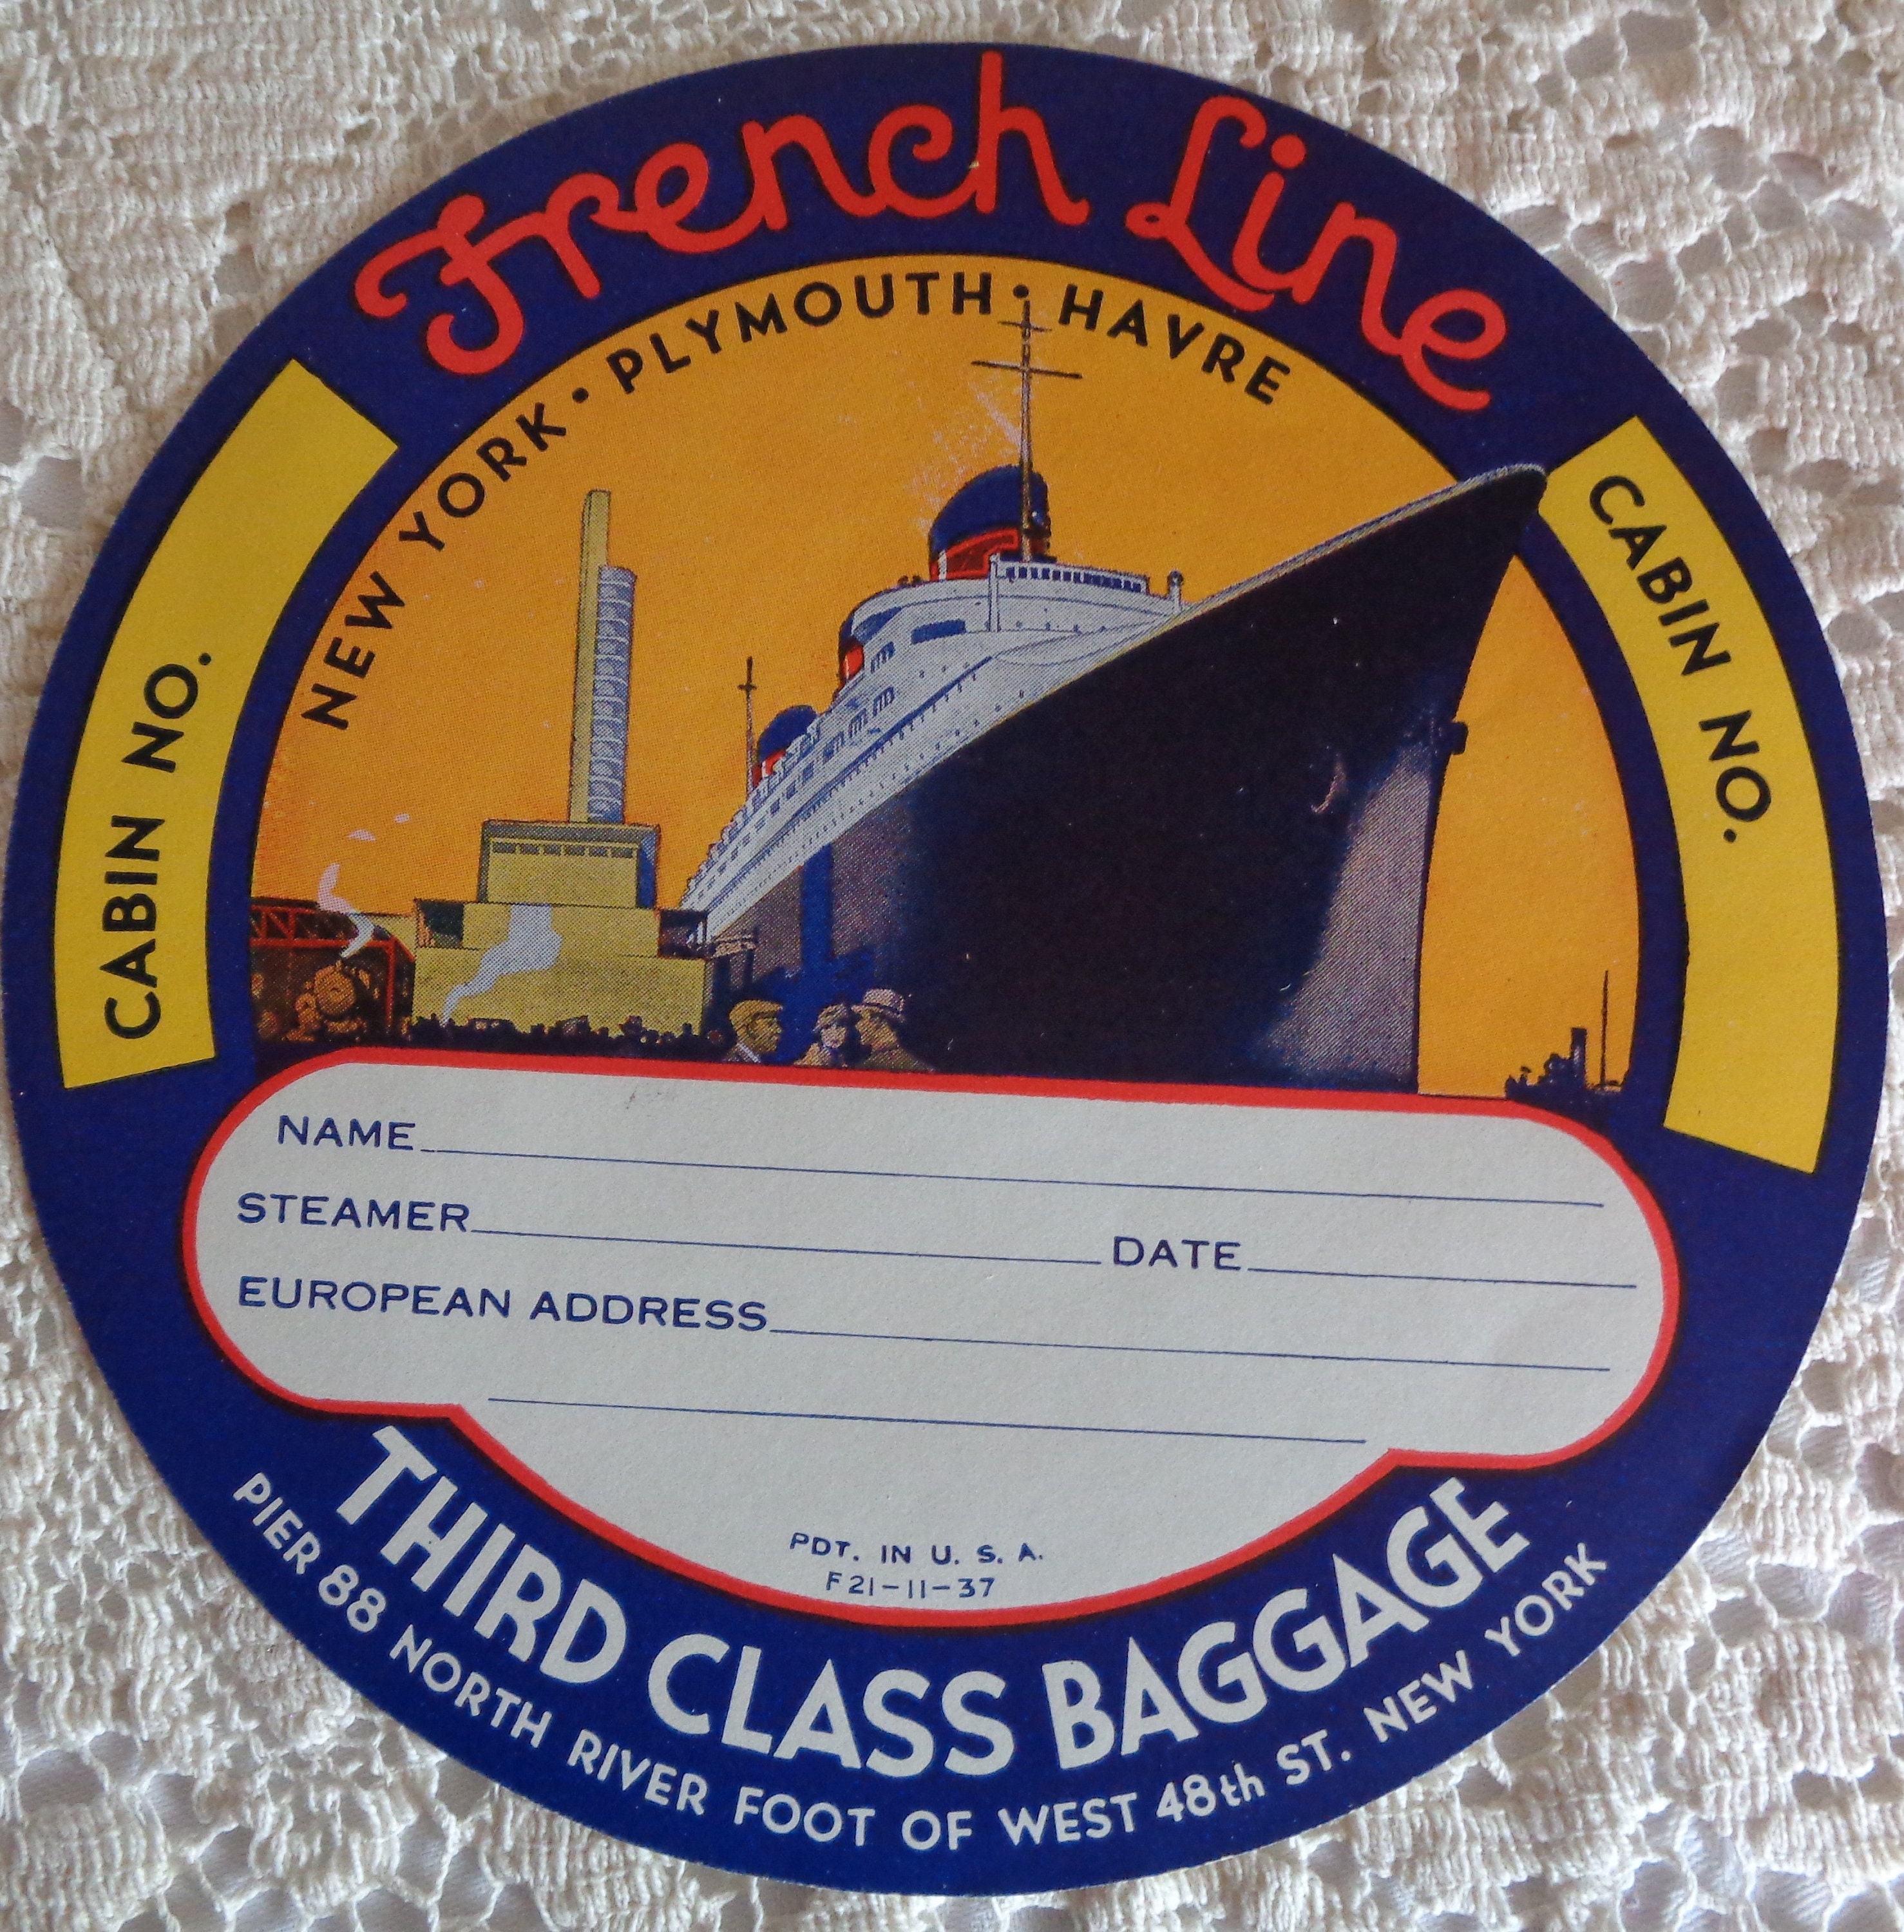 French Line
NEW YORK · PLYMOUTH · HAVRE
CABIN NO.
CABIN NO.
NAME
STEAMER DATE
EUROPEAN ADDRESS
PDT. IN U. S. A.
F21-11-37
THIRD CLASS BAGGAGE
PIER 88 NORTH RIVER FOOT OF WEST 48th ST. NEW YORK